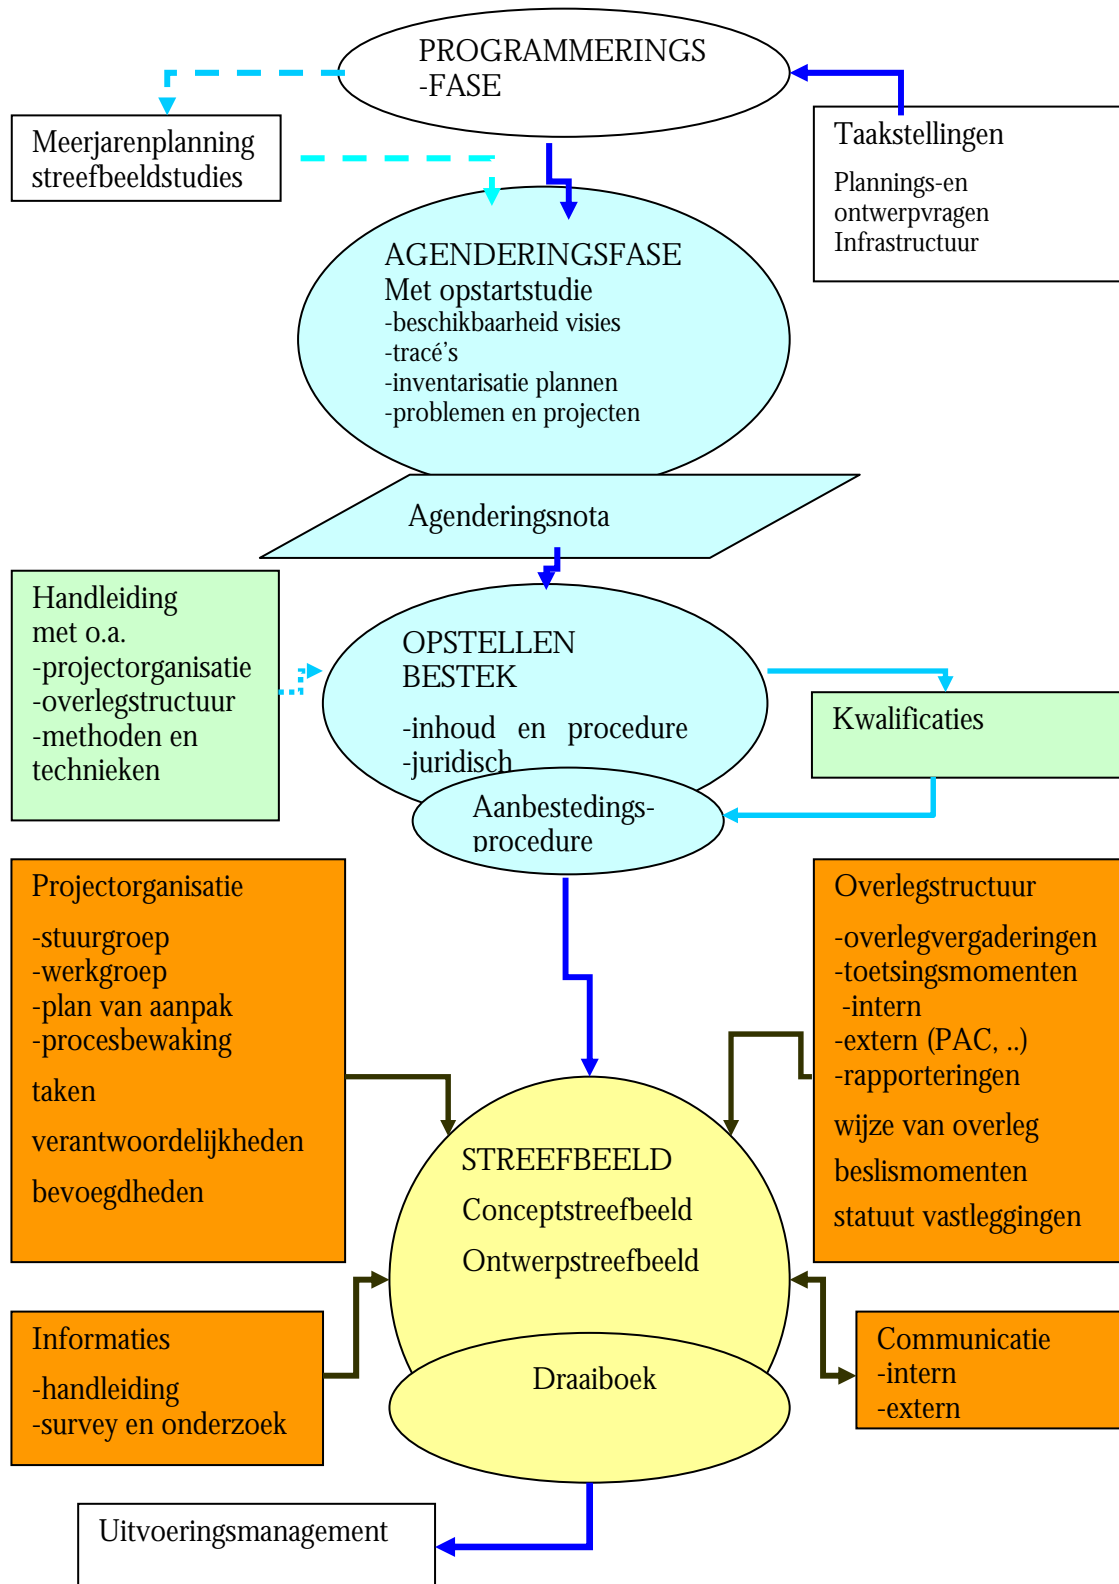 PROGRAMMERINGS
-FASE
Meerjarenplanning
streefbeeldstudies
Taakstellingen
Plannings-en
ontwerpvragen
Infrastructuur
AGENDERINGSFASE
Met opstartstudie
-beschikbaarheid visies
-tracé’s
-inventarisatie plannen
-problemen en projecten
Agenderingsnota
Handleiding
met o.a.
-projectorganisatie
-overlegstructuur
-methoden en
technieken
OPSTELLEN
BESTEK
-inhoud en procedure
-juridisch
Kwalificaties
Aanbestedings-
procedure
Projectorganisatie
-stuurgroep
-werkgroep
-plan van aanpak
-procesbewaking
taken
verantwoordelijkheden
bevoegdheden
Overlegstructuur
-overlegvergaderingen
-toetsingsmomenten
-intern
-extern (PAC, ..)
-rapporteringen
wijze van overleg
beslismomenten
statuut vastleggingen
STREEFBEELD
Conceptstreefbeeld
Ontwerpstreefbeeld
Informaties
-handleiding
-survey en onderzoek
Draaiboek
Communicatie
-intern
-extern
Uitvoeringsmanagement